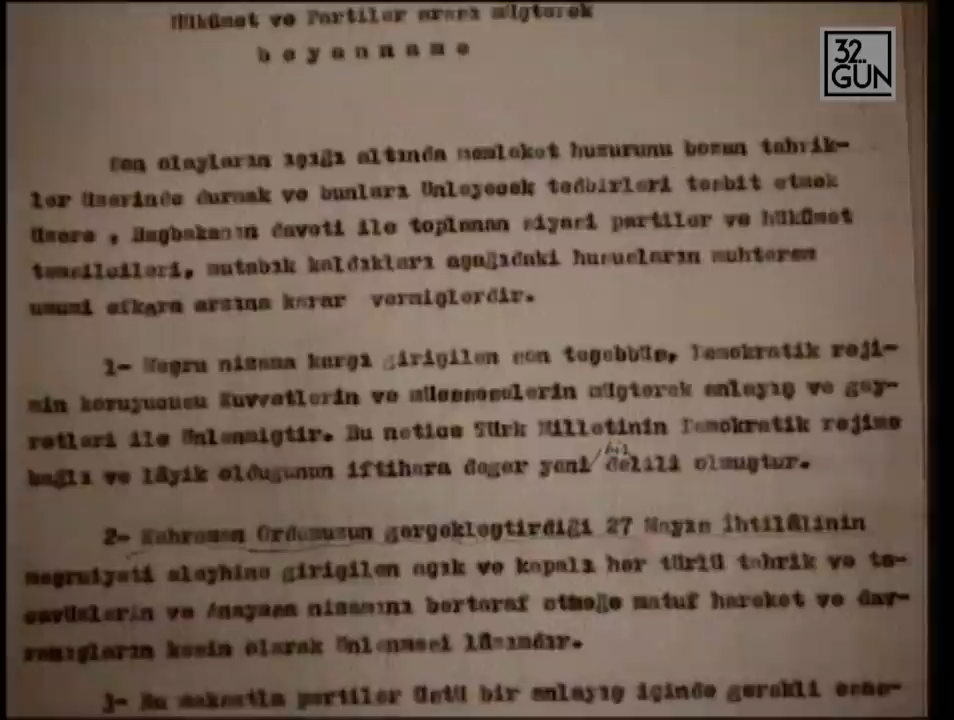 Hükûmet ve Partiler arası müşterek
beyanname
32.
GÜN
Son olayların ışığı altında memleket huzurunu bozan tahrik-
ler üzerinde durmak ve bunları önleyecek tedbirleri tesbit etmek
üzere, Başbakanın daveti ile toplanan siyasi partiler ve hükûmet
temsilcileri, mutabık kaldıkları aşağıdaki hususların muhterem
umumi efkara arzına karar vermişlerdir.
1- Meşru nizama karşı girişilen son teşebbüs, Demokratik reji-
min koruyucusu Kuvvetlerin ve müesseselerin müşterek anlayış ve gay-
retleri ile önlenmiştir. Bu netice Türk Milletinin Demokratik rejime
bağlı ve lâyik olduğunun iftihara değer yeni bir delili olmuştur.
2- Kahraman Ordumuzun gerçekleştirdiği 27 Mayıs İhtilâlinin
meşruiyeti aleyhine girişilen açık ve kapalı her türlü tahrik ve te-
cavüzlerin ve Anayasa nizamını bertaraf etmeğe matuf hareket ve dav-
ranışların kesin olarak önlenmesi lâzımdır.
3- Bu maksatla partiler üstü bir anlayış içinde gerekli esas-